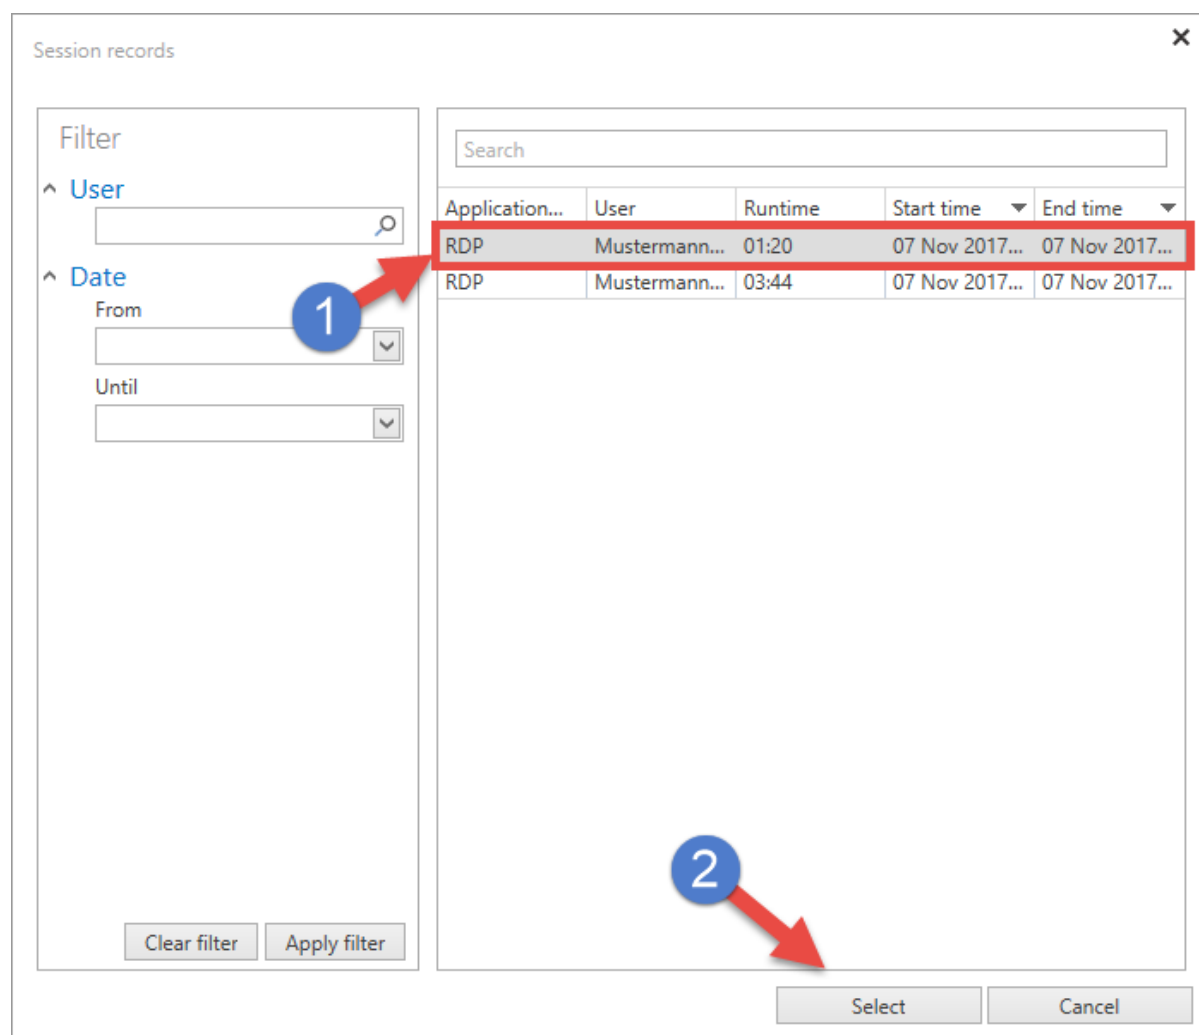 Session records
Filter
User
Date
From
Until
Clear filter Apply filter
Search
Application... User Runtime Start time End time
RDP Mustermann... 01:20 07 Nov 2017... 07 Nov 2017...
RDP Mustermann... 03:44 07 Nov 2017... 07 Nov 2017...
1
2
Select Cancel